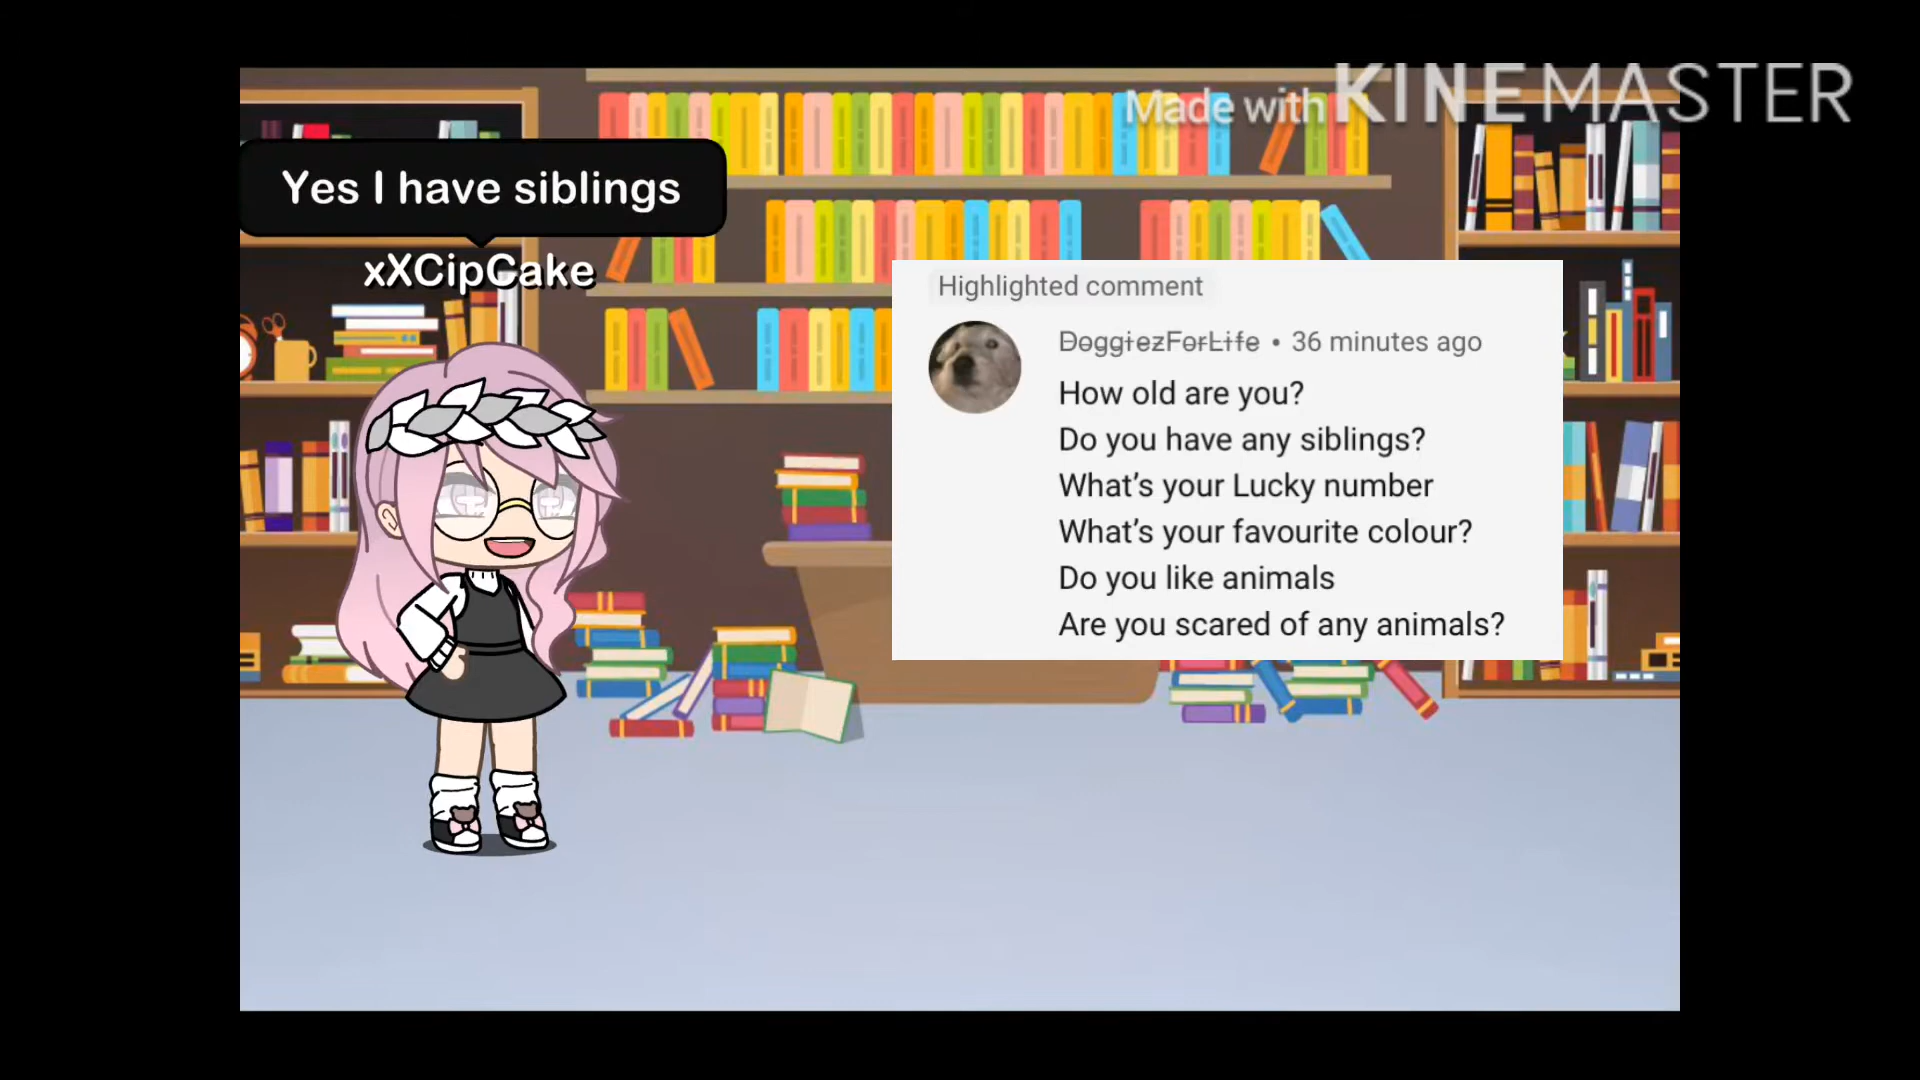 Made with KINEMASTER
Yes I have siblings
xXCipCake
Highlighted comment
D̶o̶g̶g̶i̶e̶z̶F̶o̶r̶L̶i̶f̶e̶ • 36 minutes ago
How old are you?
Do you have any siblings?
What’s your Lucky number
What’s your favourite colour?
Do you like animals
Are you scared of any animals?